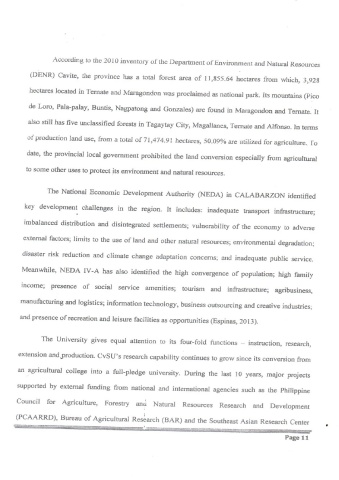 According to the 2010 inventory of the Department of Environment and Natural Resources
(DENR) Cavite, the province has a total forest area of 11,855.64 hectares from which, 3,928
hectares located in Ternate and Maragondon was proclaimed as national park. Its mountains (Pico
de Loro, Pala-palay, Buntis, Nagpatong and Gonzales) are found in Maragondon and Ternate. It
also still has five unclassified forests in Tagaytay City, Magallanes, Ternate and Alfonso. In terms
of production land use, from a total of 71,474.91 hectares, 50.09% are utilized for agriculture. To
date, the provincial local government prohibited the land conversion especially from agricultural
to some other uses to protect its environment and natural resources.
The National Economic Development Authority (NEDA) in CALABARZON identified
key development challenges in the region. It includes: inadequate transport infrastructure;
imbalanced distribution and disintegrated settlements; vulnerability of the economy to adverse
external factors; limits to the use of land and other natural resources; environmental degradation;
disaster risk reduction and climate change adaptation concerns; and inadequate public service.
Meanwhile, NEDA IV-A has also identified the high convergence of population; high family
income; presence of social service amenities; tourism and infrastructure; agribusiness,
manufacturing and logistics; information technology, business outsourcing and creative industries;
and presence of recreation and leisure facilities as opportunities (Espinas, 2013).
The University gives equal attention to its four-fold functions – instruction, research,
extension and production. CvSU's research capability continues to grow since its conversion from
an agricultural college into a full-pledge university. During the last 10 years, major projects
supported by external funding from national and international agencies such as the Philippine
Council for Agriculture, Forestry and Natural Resources Research and Development
(PCAARRD), Bureau of Agricultural Research (BAR) and the Southeast Asian Research Center
Page 11